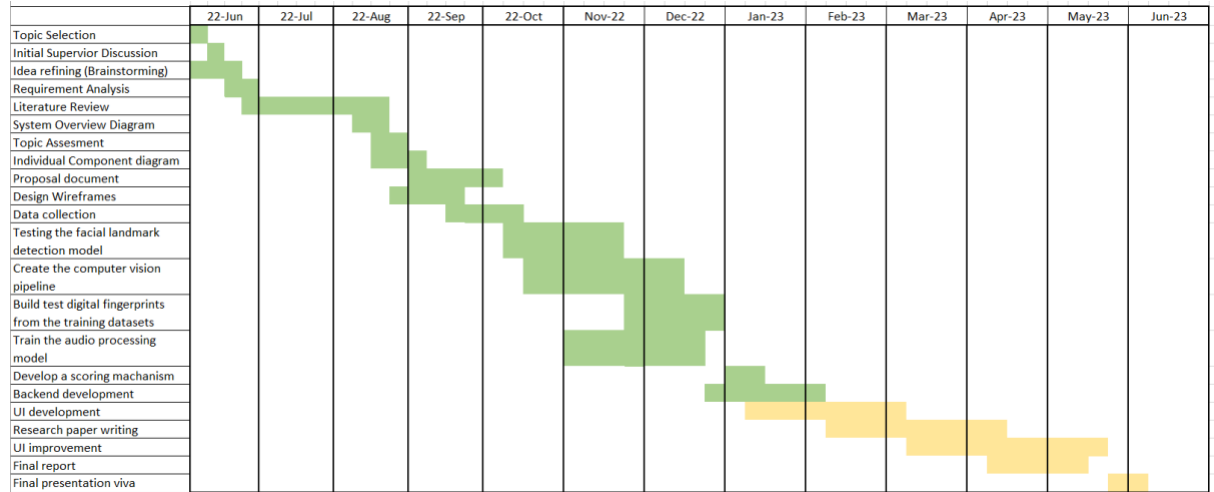 22-Jun 22-Jul 22-Aug 22-Sep 22-Oct Nov-22 Dec-22 Jan-23 Feb-23 Mar-23 Apr-23 May-23 Jun-23
Topic Selection
Initial Supervior Discussion
Idea refining (Brainstorming)
Requirement Analysis
Literature Review
System Overview Diagram
Topic Assesment
Individual Component diagram
Proposal document
Design Wireframes
Data collection
Testing the facial landmark
detection model
Create the computer vision
pipeline
Build test digital fingerprints
from the training datasets
Train the audio processing
model
Develop a scoring machanism
Backend development
UI development
Research paper writing
UI improvement
Final report
Final presentation viva